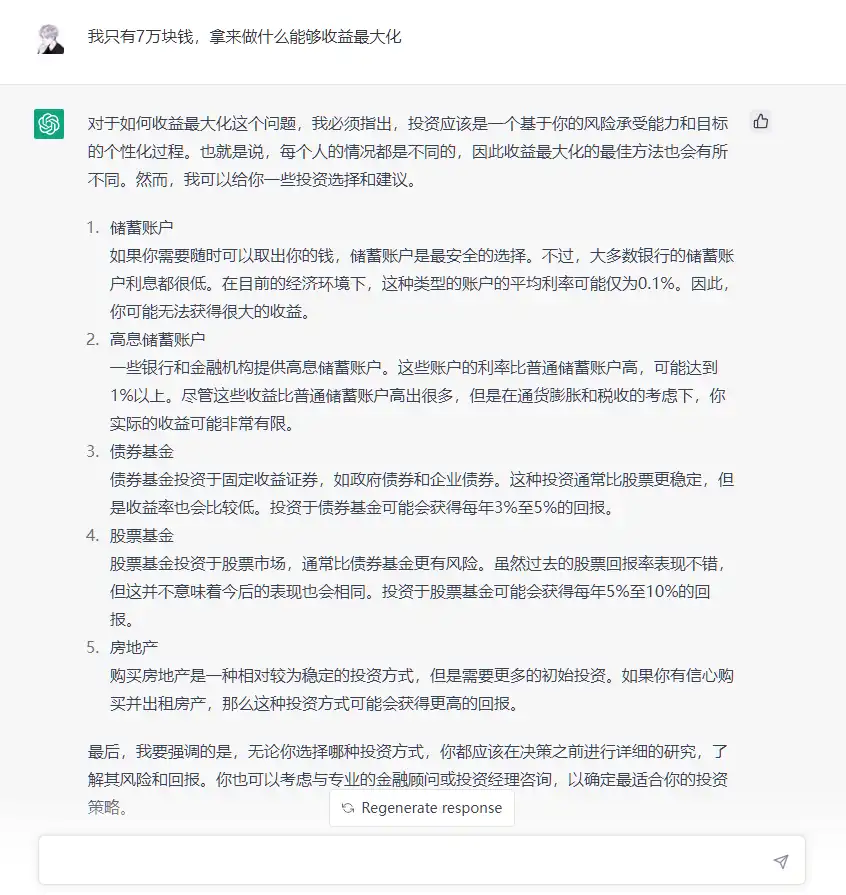 我只有7万块钱，拿来做什么能够收益最大化
对于如何收益最大化这个问题，我必须指出，投资应该是一个基于你的风险承受能力和目标
的个性化过程。也就是说，每个人的情况都是不同的，因此收益最大化的最佳方法也会有所
不同。然而，我可以给你一些投资选择和建议。
1. 储蓄账户
如果你需要随时可以取出你的钱，储蓄账户是最安全的选择。不过，大多数银行的储蓄账
户利息都很低。在目前的经济环境下，这种类型的账户的平均利率可能仅为0.1%。因此，
你可能无法获得很大的收益。
2. 高息储蓄账户
一些银行和金融机构提供高息储蓄账户。这些账户的利率比普通储蓄账户高，可能达到
1%以上。尽管这些收益比普通储蓄账户高出很多，但是在通货膨胀和税收的考虑下，你
实际的收益可能非常有限。
3. 债券基金
债券基金投资于固定收益证券，如政府债券和企业债券。这种投资通常比股票更稳定，但
是收益率也会比较低。投资于债券基金可能会获得每年3%至5%的回报。
4. 股票基金
股票基金投资于股票市场，通常比债券基金更有风险。虽然过去的股票回报率表现不错，
但这并不意味着今后的表现也会相同。投资于股票基金可能会获得每年5%至10%的回
报。
5. 房地产
购买房地产是一种相对较为稳定的投资方式，但是需要更多的初始投资。如果你有信心购
买并出租房产，那么这种投资方式可能会获得更高的回报。
最后，我要强调的是，无论你选择哪种投资方式，你都应该在决策之前进行详细的研究，了
解其风险和回报。你也可以考虑与专业的金融顾问或投资经理咨询，以确定最适合你的投资
策略。
Regenerate response